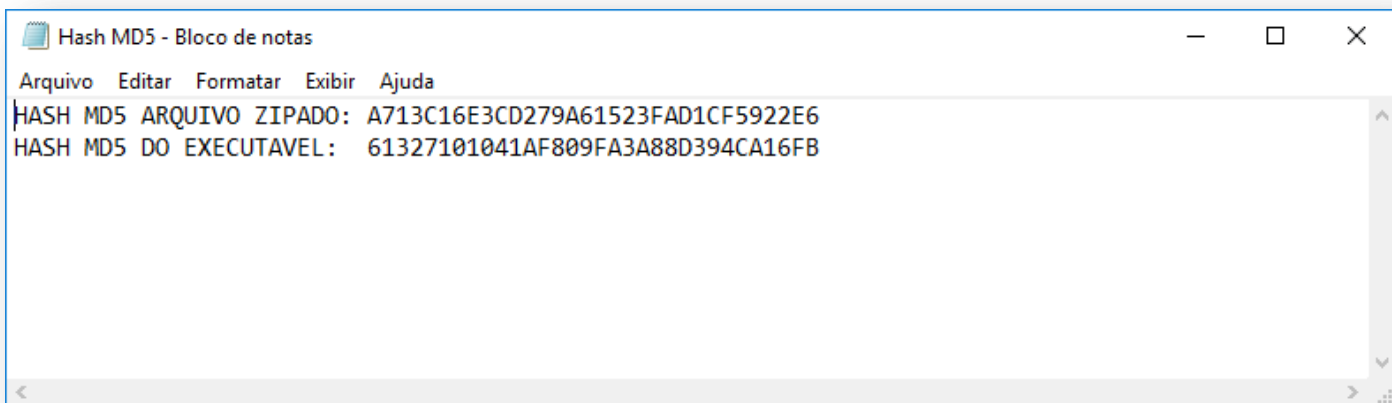 Hash MD5 - Bloco de notas
Arquivo Editar Formatar Exibir Ajuda
HASH MD5 ARQUIVO ZIPADO: A713C16E3CD279A61523FAD1CF5922E6
HASH MD5 DO EXECUTAVEL: 61327101041AF809FA3A88D394CA16FB